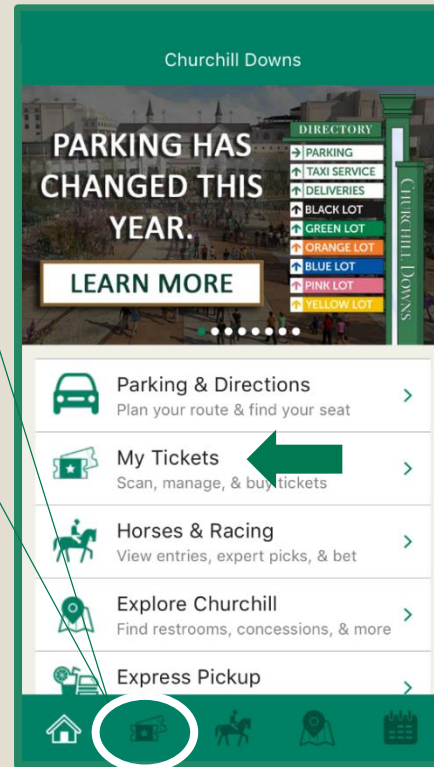 Churchill Downs
PARKING HAS
CHANGED THIS
YEAR.
LEARN MORE
DIRECTORY
PARKING
TAXI SERVICE
DELIVERIES
BLACK LOT
GREEN LOT
ORANGE LOT
BLUE LOT
PINK LOT
YELLOW LOT
CHURCHILL DOWNS
Parking & Directions
Plan your route & find your seat
My Tickets
Scan, manage, & buy tickets
Horses & Racing
View entries, expert picks, & bet
Explore Churchill
Find restrooms, concessions, & more
Express Pickup